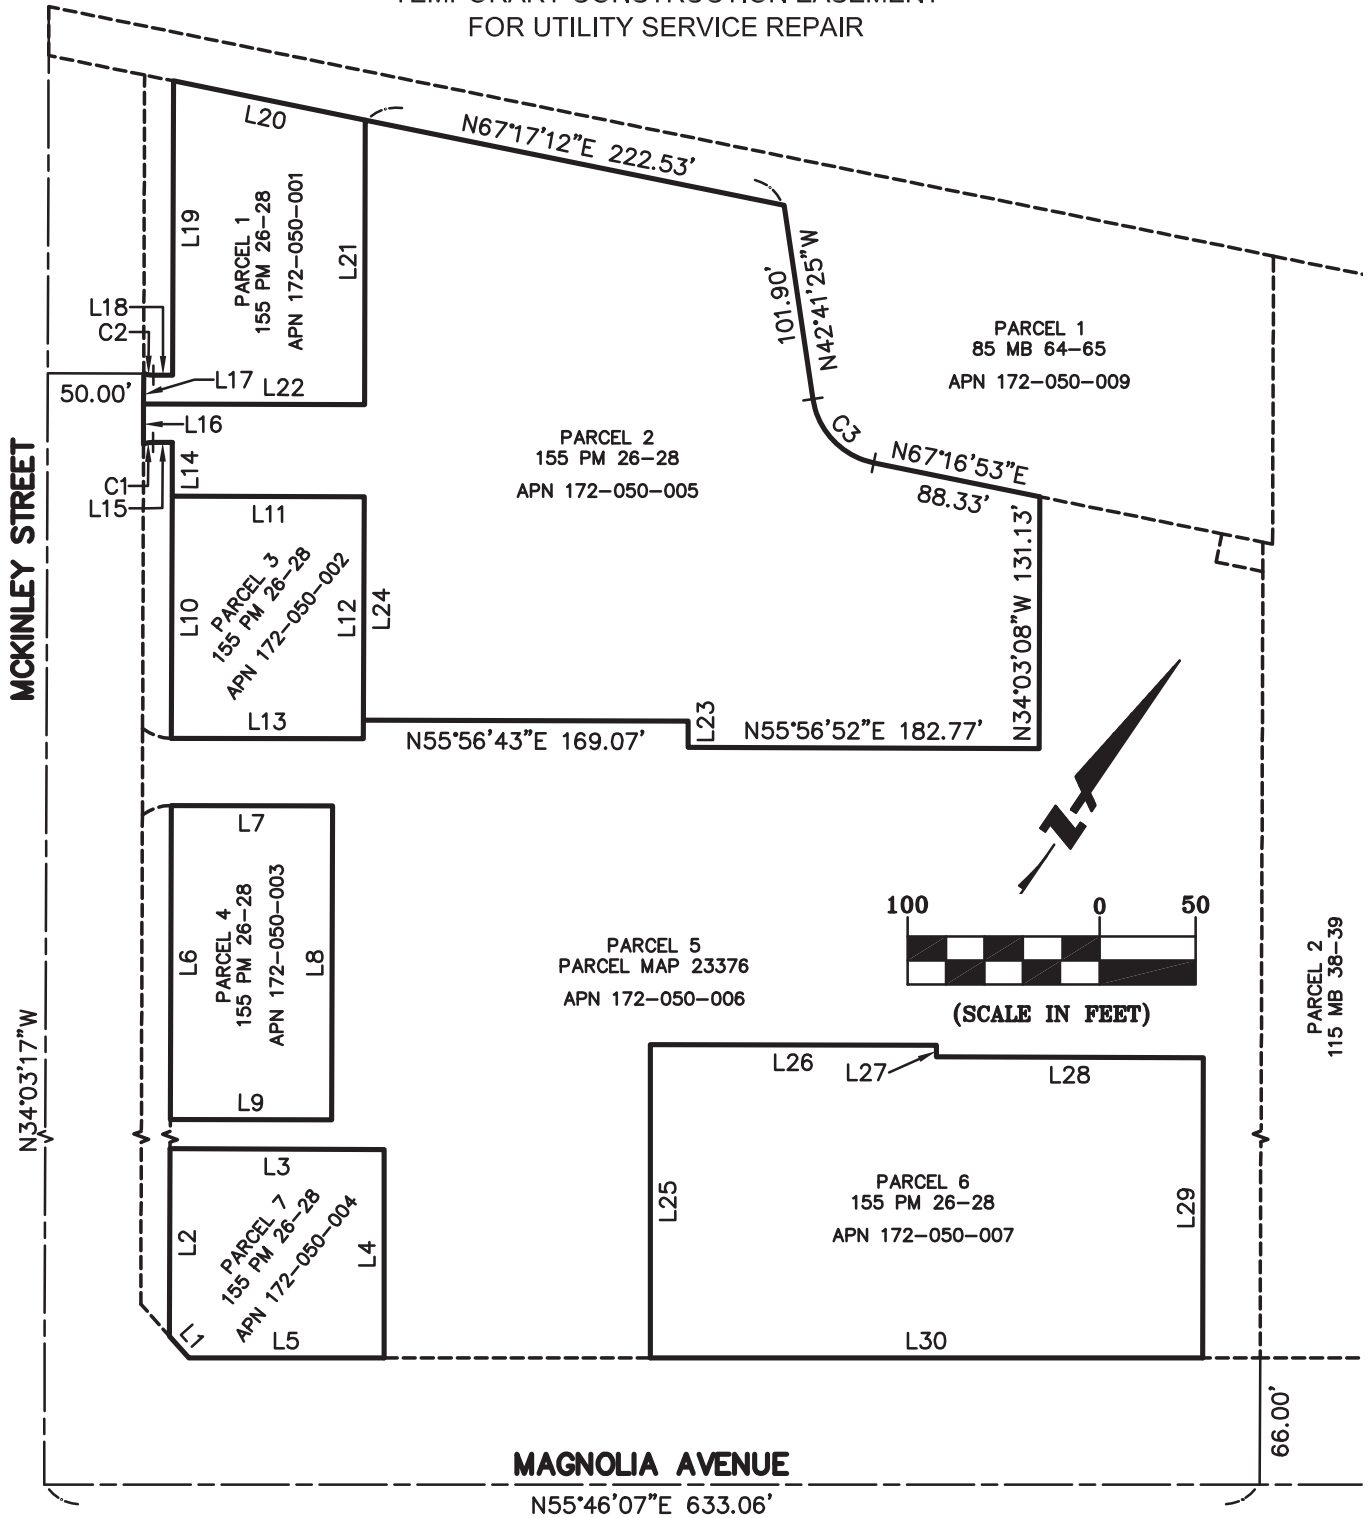 TEMPORARY CONSTRUCTION EASEMENT
FOR UTILITY SERVICE REPAIR
L20
N67°17'12"E 222.53'
L19
PARCEL 1
155 PM 26-28
APN 172-050-001
L21
101.90'
N42°41'25"W
L18
C2
PARCEL 1
85 MB 64-65
APN 172-050-009
50.00'
L17
L22
L16
C3
PARCEL 2
155 PM 26-28
APN 172-050-005
N67°16'53"E
88.33'
L14
C1
L15
MCKINLEY STREET
L11
PARCEL 3
155 PM 26-28
APN 172-050-002
L10
L12
L24
N34°03'08"W 131.13'
L13
N55°56'43"E 169.07'
L23
N55°56'52"E 182.77'
N
L7
PARCEL 4
155 PM 26-28
APN 172-050-003
L6
L8
100
0
50
(SCALE IN FEET)
PARCEL 5
PARCEL MAP 23376
APN 172-050-006
PARCEL 2
115 MB 38-39
N34°03'17"W
L26
L27
L28
L9
L3
PARCEL 7
155 PM 26-28
APN 172-050-004
L2
L4
L25
PARCEL 6
155 PM 26-28
APN 172-050-007
L29
L1
L5
L30
66.00'
MAGNOLIA AVENUE
N55°46'07"E 633.06'